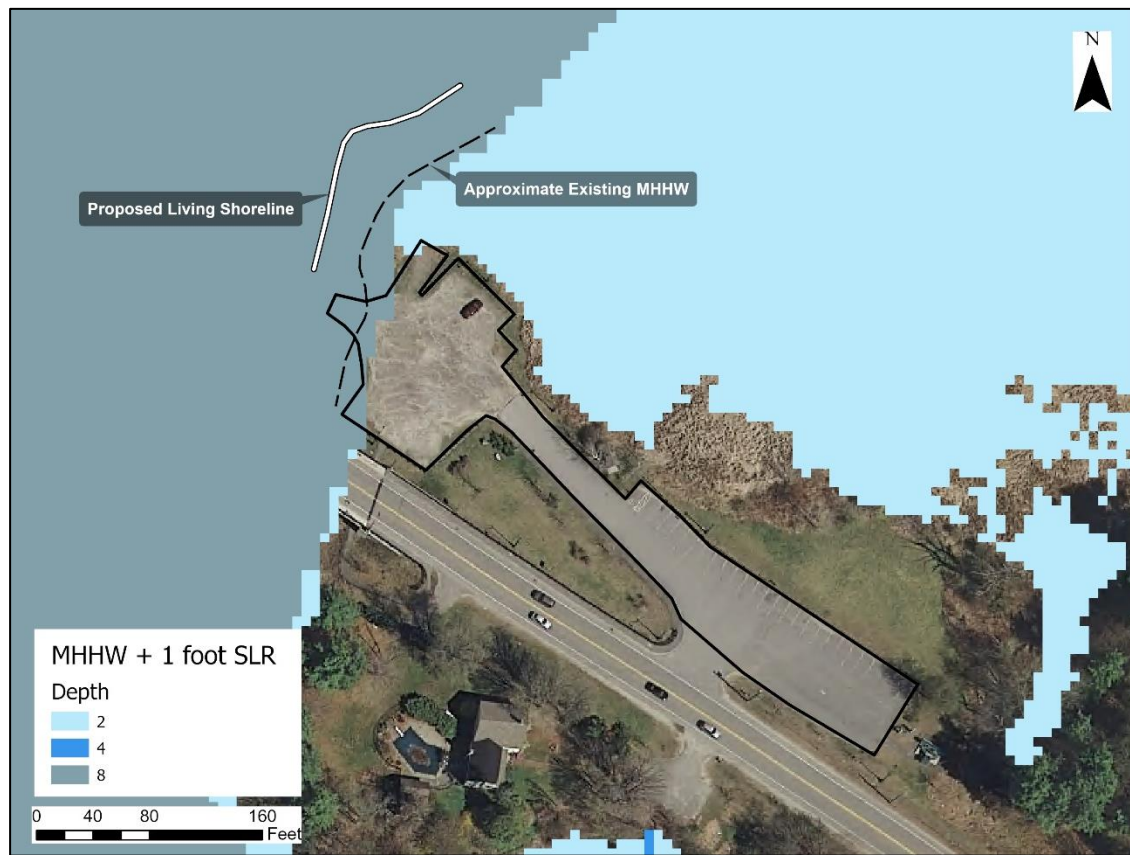 N
Proposed Living Shoreline
Approximate Existing MHHW
MHHW + 1 foot SLR
Depth
2
4
8
0 40 80 160
Feet